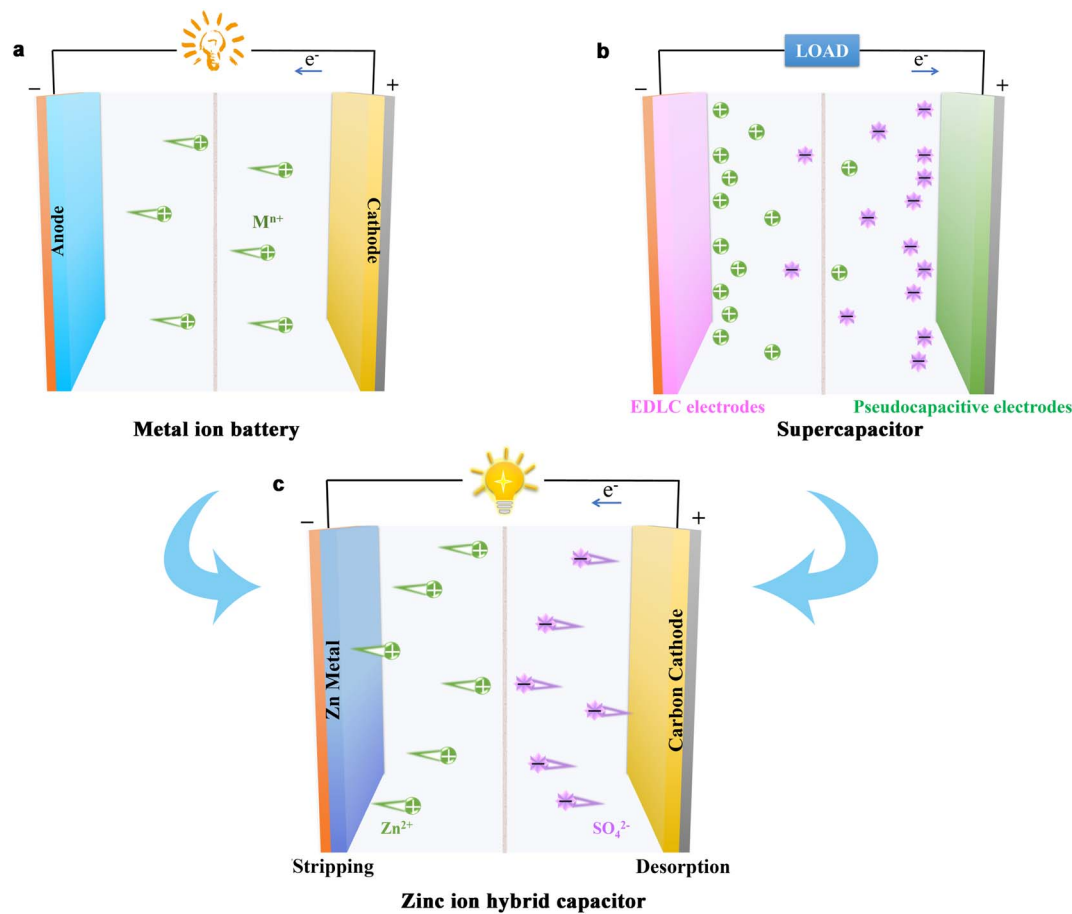 a
e⁻
−
+
Anode
Mⁿ⁺
Cathode
Metal ion battery
b
LOAD
e⁻
−
+
EDLC electrodes
Pseudocapacitive electrodes
Supercapacitor
c
e⁻
−
+
Zn Metal
Carbon Cathode
Zn²⁺
SO₄²⁻
Stripping
Desorption
Zinc ion hybrid capacitor